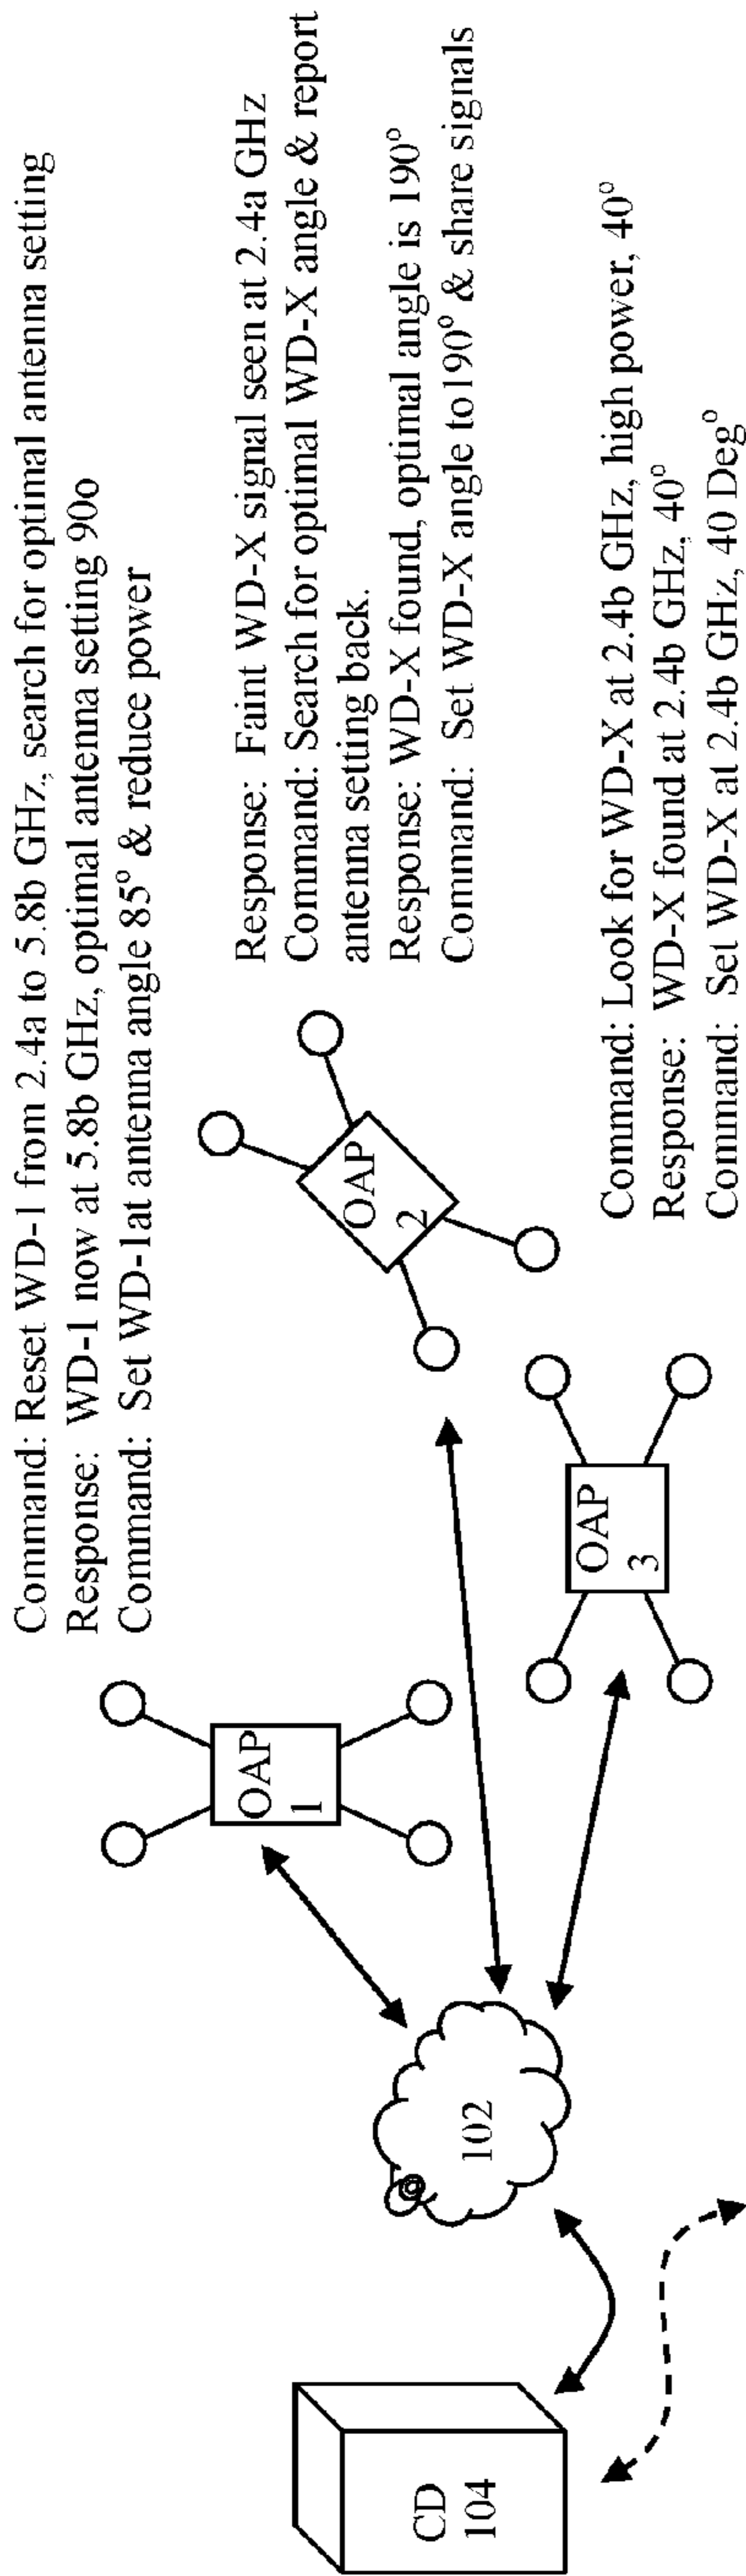 Command: Reset WD-1 from 2.4a to 5.8b GHz, search for optimal antenna setting
Response: WD-1 now at 5.8b GHz, optimal antenna setting 90o
Command: Set WD-1at antenna angle 85° & reduce power
Response: Faint WD-X signal seen at 2.4a GHz
Command: Search for optimal WD-X angle & report
antenna setting back.
Response: WD-X found, optimal angle is 190°
Command: Set WD-X angle to190° & share signals
Command: Look for WD-X at 2.4b GHz, high power, 40°
Response: WD-X found at 2.4b GHz, 40°
Command: Set WD-X at 2.4b GHz, 40 Deg°
OAP
1
OAP
2
OAP
3
102
CD
104